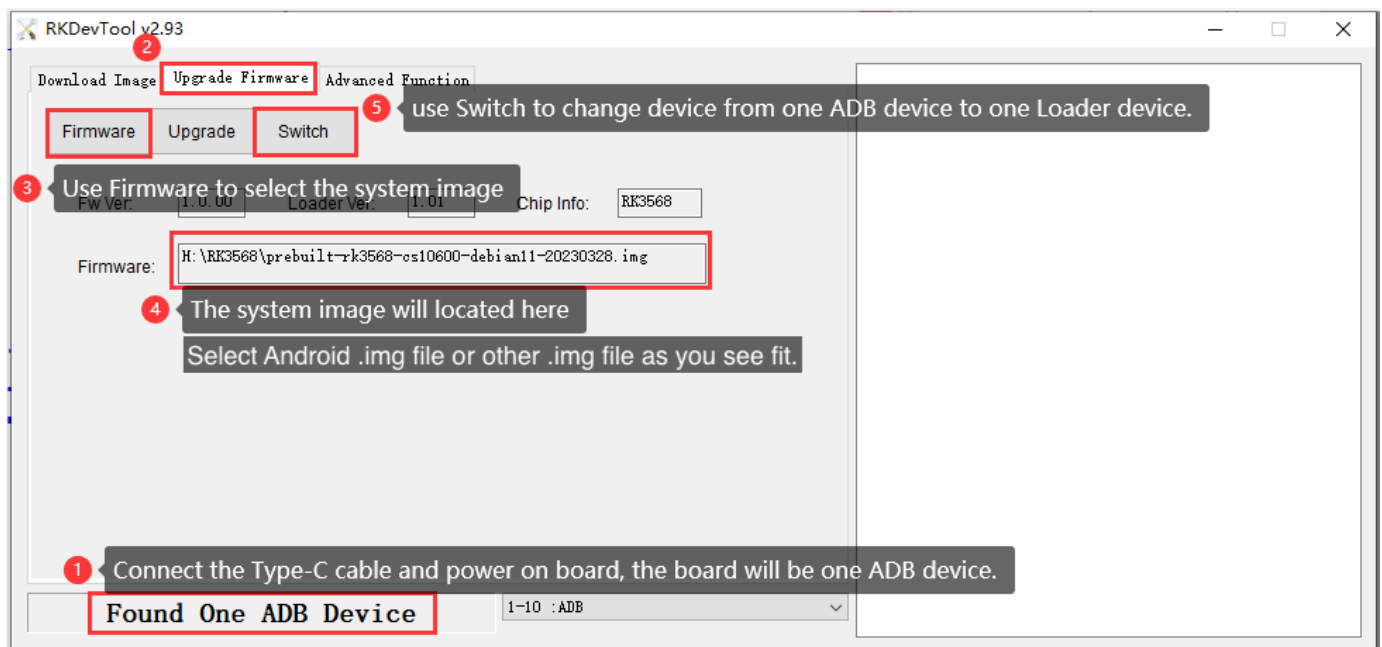 RKDevTool v2.93
2
Download Image Upgrade Firmware Advanced Function
5 use Switch to change device from one ADB device to one Loader device.
Firmware Upgrade Switch
3 Use Firmware to select the system image
Fw Ver: 1.0.00 Loader Ver: 1.01 Chip Info: RK3568
Firmware: H:\RK3568\prebuilt-rk3568-cs10600-debian11-20230328.img
4 The system image will located here
Select Android .img file or other .img file as you see fit.
1 Connect the Type-C cable and power on board, the board will be one ADB device.
Found One ADB Device 1-10 :ADB